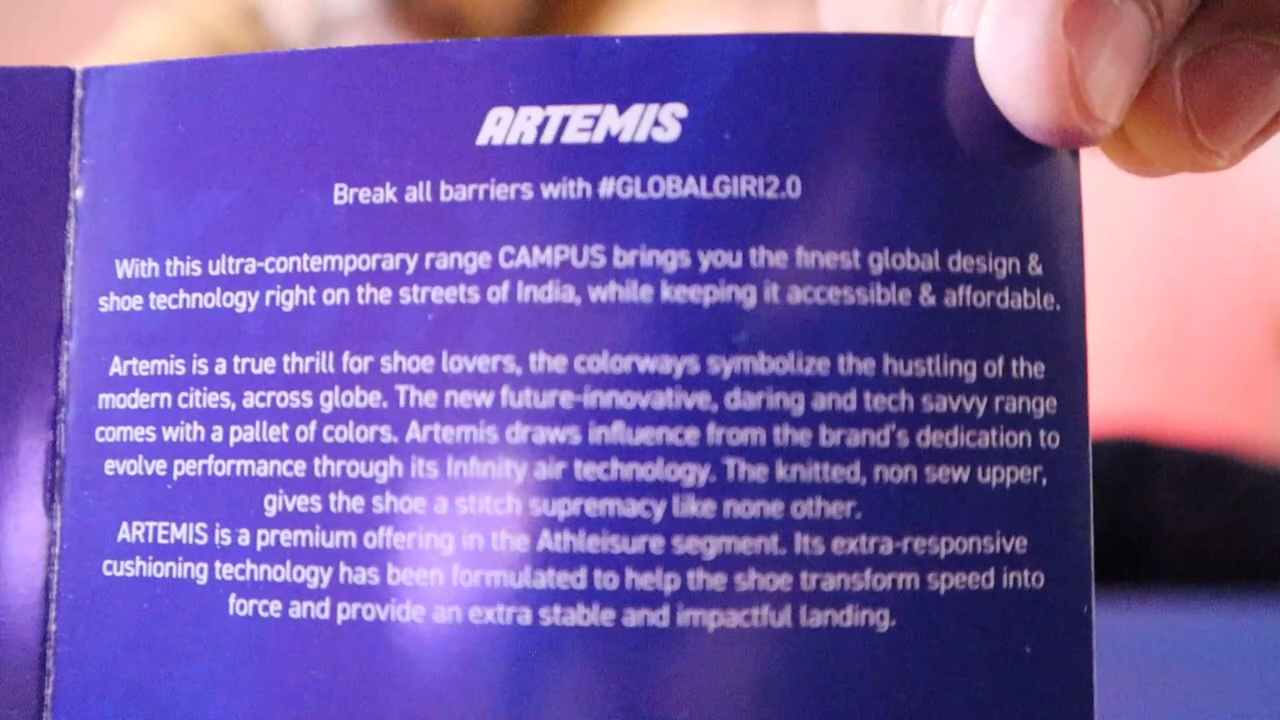 ARTEMIS
Break all barriers with #GLOBALGIRl2.0
With this ultra-contemporary range CAMPUS brings you the finest global design &
shoe technology right on the streets of India, while keeping it accessible & affordable.
Artemis is a true thrill for shoe lovers, the colorways symbolize the hustling of the
modern cities, across globe. The new future-innovative, daring and tech savvy range
comes with a pallet of colors. Artemis draws influence from the brand's dedication to
evolve performance through its Infinity air technology. The knitted, non sew upper,
gives the shoe a stitch supremacy like none other.
ARTEMIS is a premium offering in the Athleisure segment. Its extra-responsive
cushioning technology has been formulated to help the shoe transform speed into
force and provide an extra stable and impactful landing.